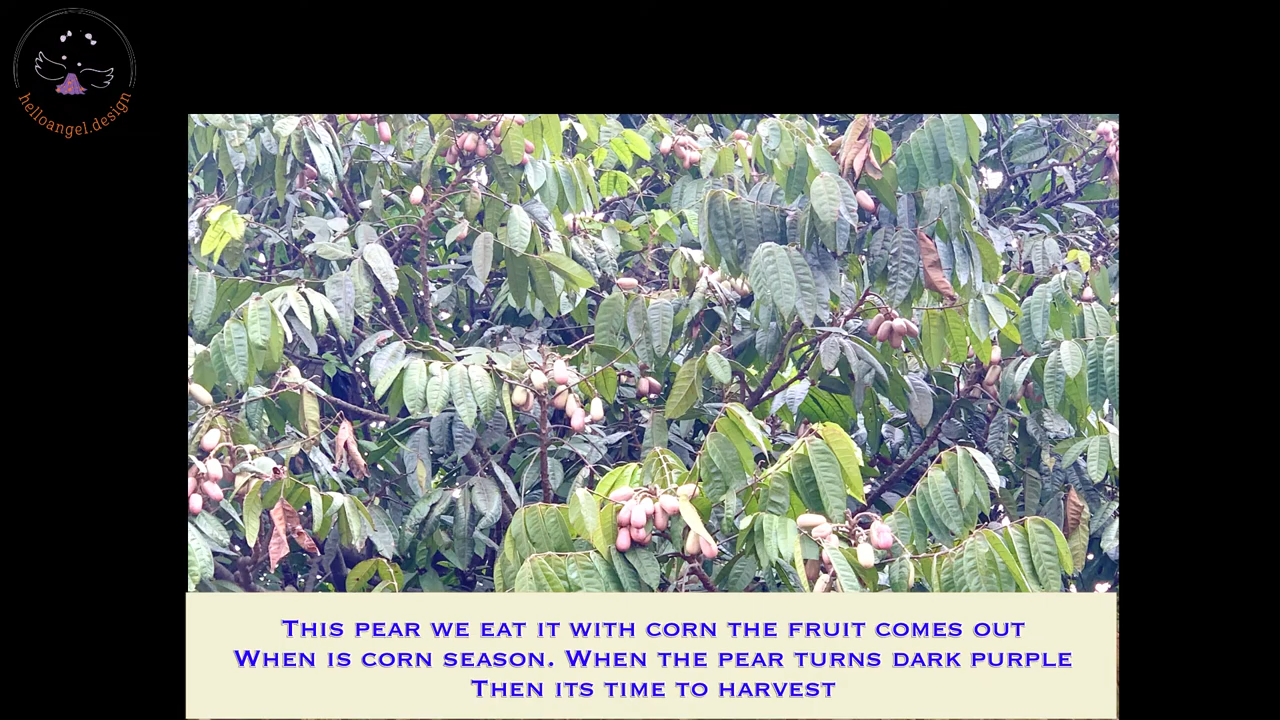 helloangel.design
This pear we eat it with corn the fruit comes out
When is corn season. When the pear turns dark purple
Then its time to harvest